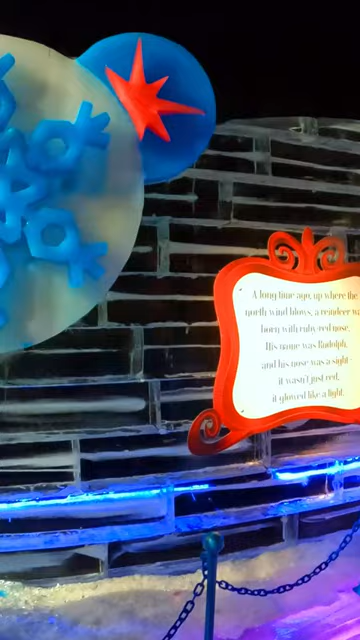 A long time ago, up where the
north wind blows, a reindeer wa
born with ruby-red nose.
His name was Rudolph,
and his nose was a sight -
it wasn't just red,
it glowed like a light.